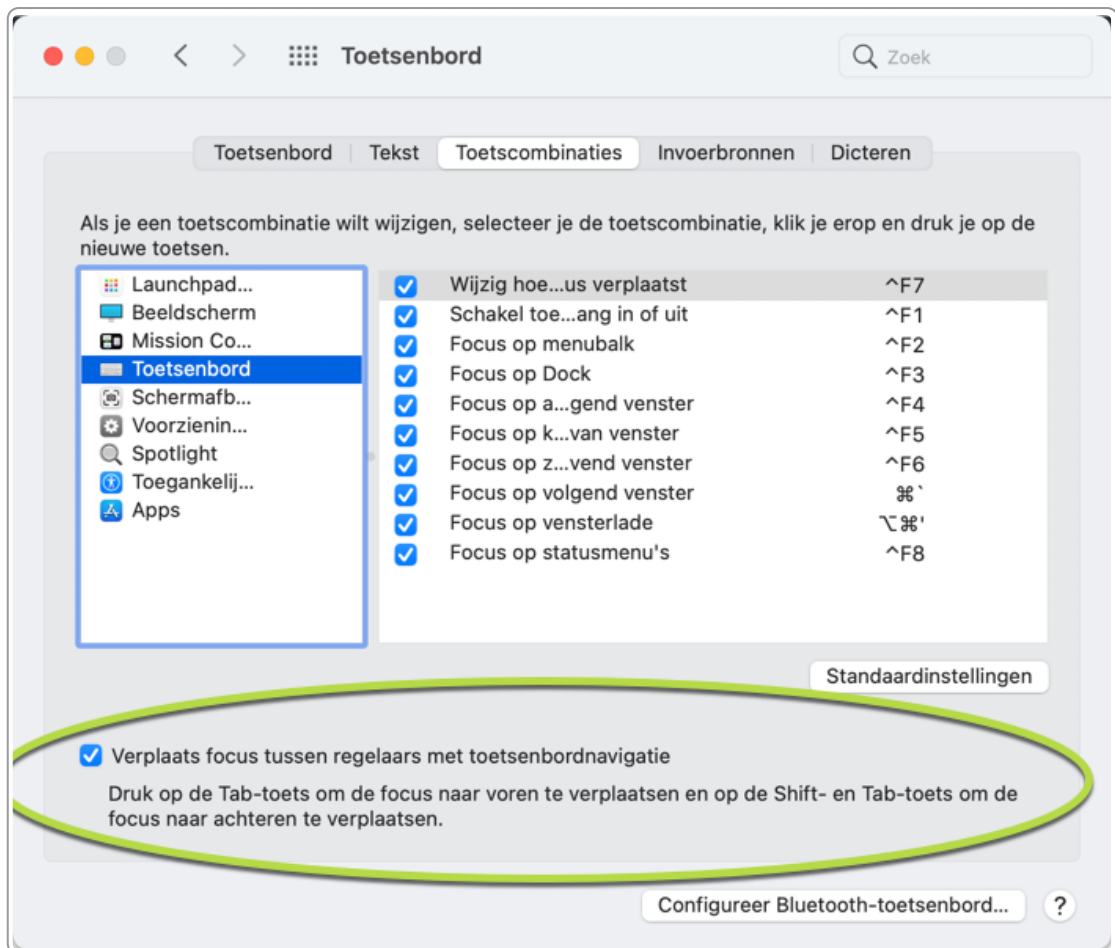 Toetsenbord
Zoek
Toetsenbord Tekst Toetscombinaties Invoerbronnen Dicteren
Als je een toetscombinatie wilt wijzigen, selecteer je de toetscombinatie, klik je erop en druk je op de
nieuwe toetsen.
Launchpad...
Beeldscherm
Mission Co...
Toetsenbord
Schermafb...
Voorzienin...
Spotlight
Toegankelij...
Apps
Wijzig hoe...us verplaatst ^F7
Schakel toe...ang in of uit ^F1
Focus op menubalk ^F2
Focus op Dock ^F3
Focus op a...gend venster ^F4
Focus op k...van venster ^F5
Focus op z...vend venster ^F6
Focus op volgend venster ⌘`
Focus op vensterlade ⌥⌘'
Focus op statusmenu's ^F8
Standaardinstellingen
Verplaats focus tussen regelaars met toetsenbordnavigatie
Druk op de Tab-toets om de focus naar voren te verplaatsen en op de Shift- en Tab-toets om de
focus naar achteren te verplaatsen.
Configureer Bluetooth-toetsenbord... ?